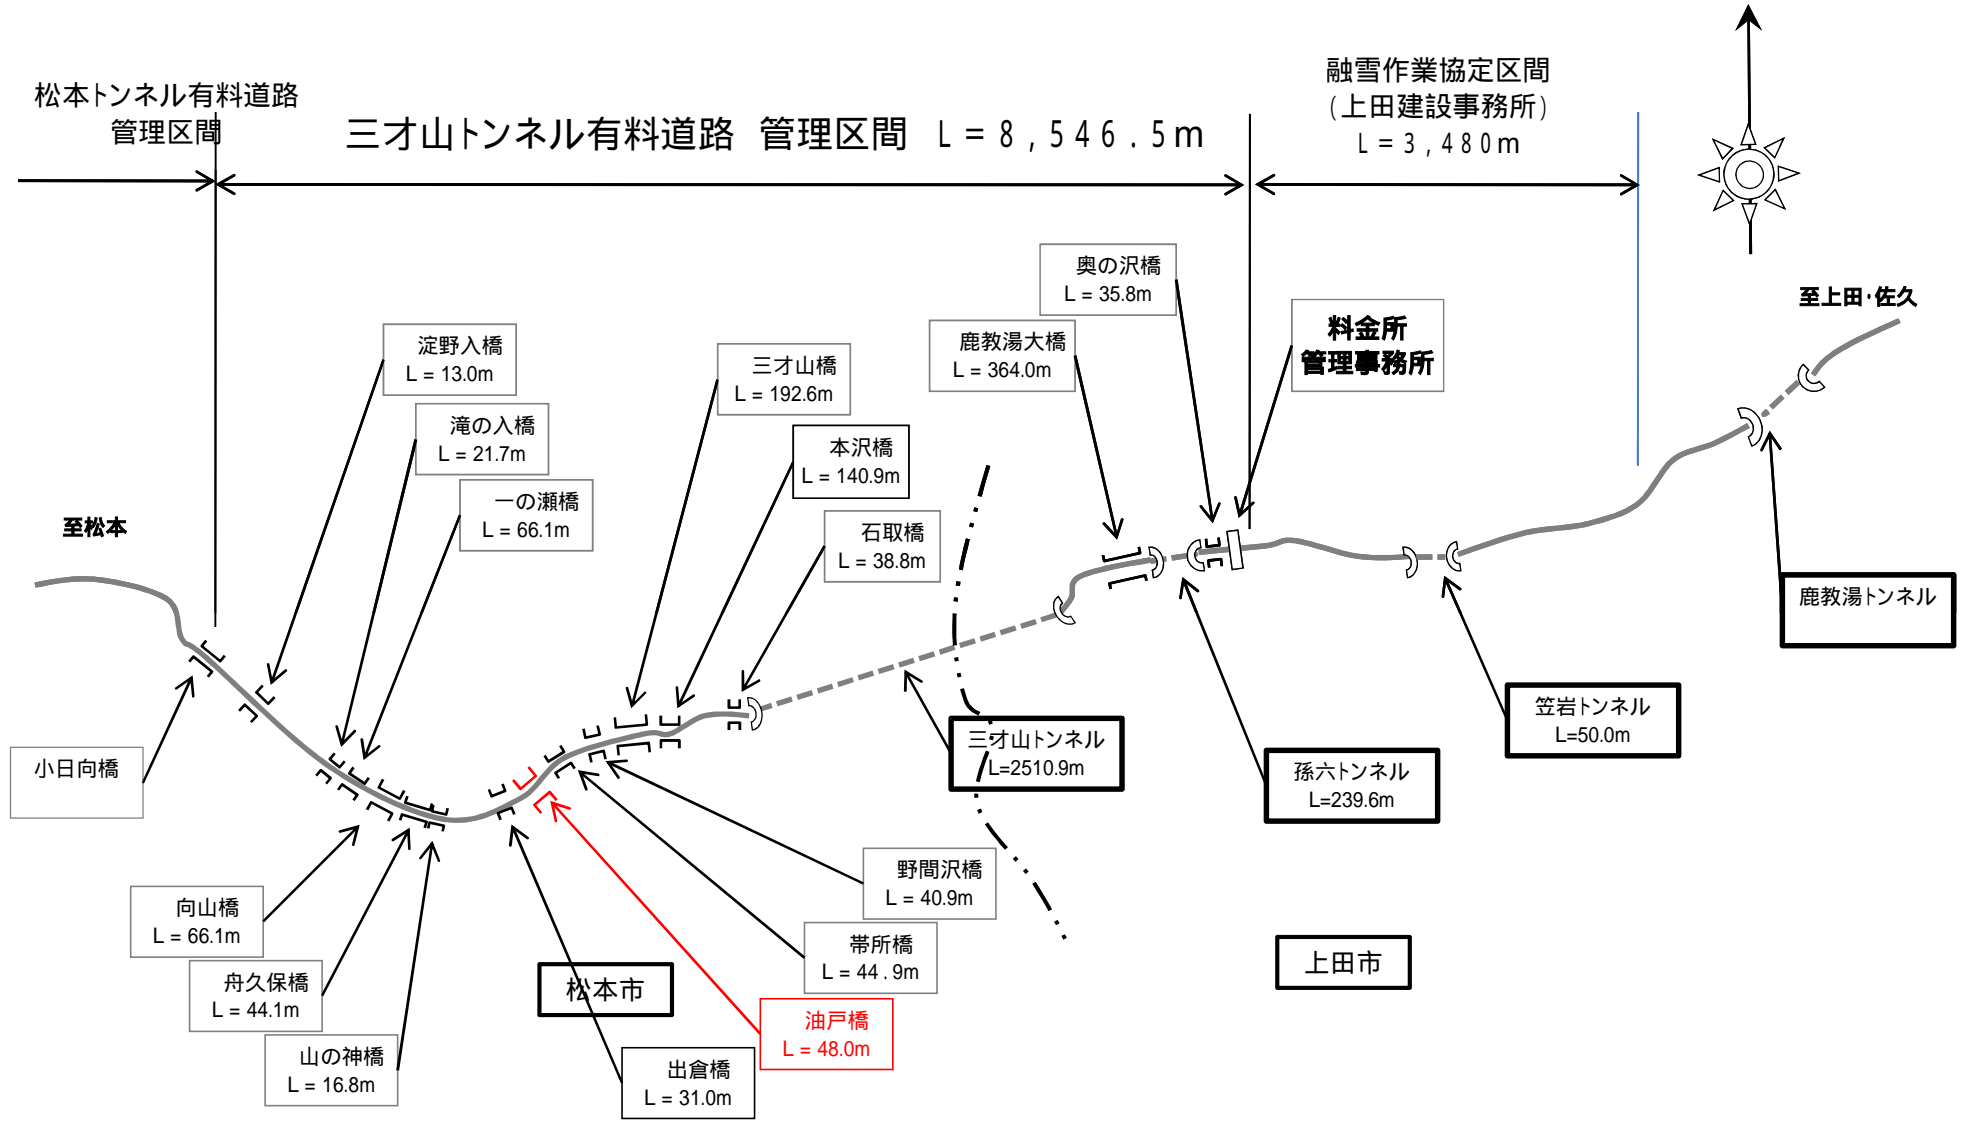 松本トンネル有料道路
管理区間
三才山トンネル有料道路 管理区間 L=8,546.5m
融雪作業協定区間
(上田建設事務所)
L=3,480m
奥の沢橋
L = 35.8m
至上田・佐久
料金所
管理事務所
淀野入橋
L = 13.0m
鹿教湯大橋
L = 364.0m
三才山橋
L = 192.6m
滝の入橋
L = 21.7m
本沢橋
L = 140.9m
一の瀬橋
L = 66.1m
至松本
石取橋
L = 38.8m
鹿教湯トンネル
笠岩トンネル
L=50.0m
三才山トンネル
L=2510.9m
小日向橋
孫六トンネル
L=239.6m
野間沢橋
L = 40.9m
向山橋
L = 66.1m
帯所橋
L = 44.9m
上田市
舟久保橋
L = 44.1m
松本市
油戸橋
L = 48.0m
山の神橋
L = 16.8m
出倉橋
L = 31.0m